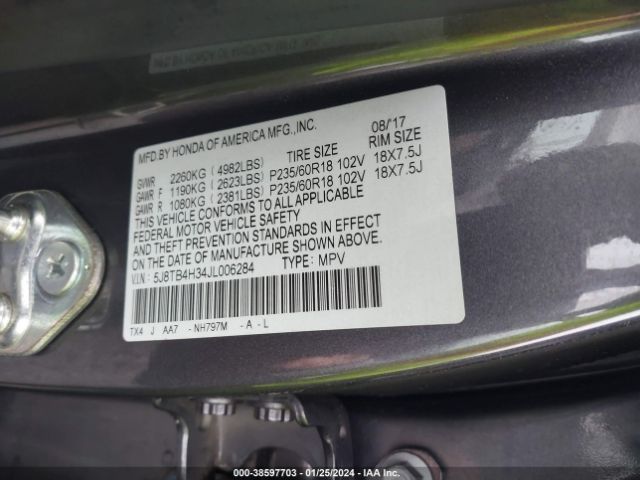 MFD.BY HONDA OF AMERICA MFG.,INC. 08/17
GVWR 2260KG ( 4982LBS) TIRE SIZE RIM SIZE
GAWR F 1190KG ( 2623LBS) P235/60R18 102V 18X7.5J
GAWR R 1080KG ( 2381LBS) P235/60R18 102V 18X7.5J
THIS VEHICLE CONFORMS TO ALL APPLICABLE
FEDERAL MOTOR VEHICLE SAFETY
AND THEFT PREVENTION STANDARDS IN EFFECT
ON THE DATE OF MANUFACTURE SHOWN ABOVE.
V.I.N.: 5J8TB4H34JL006284 TYPE: MPV
TX4 J AA7 - NH797M - A - L
000-38597703 - 01/25/2024 - IAA Inc.